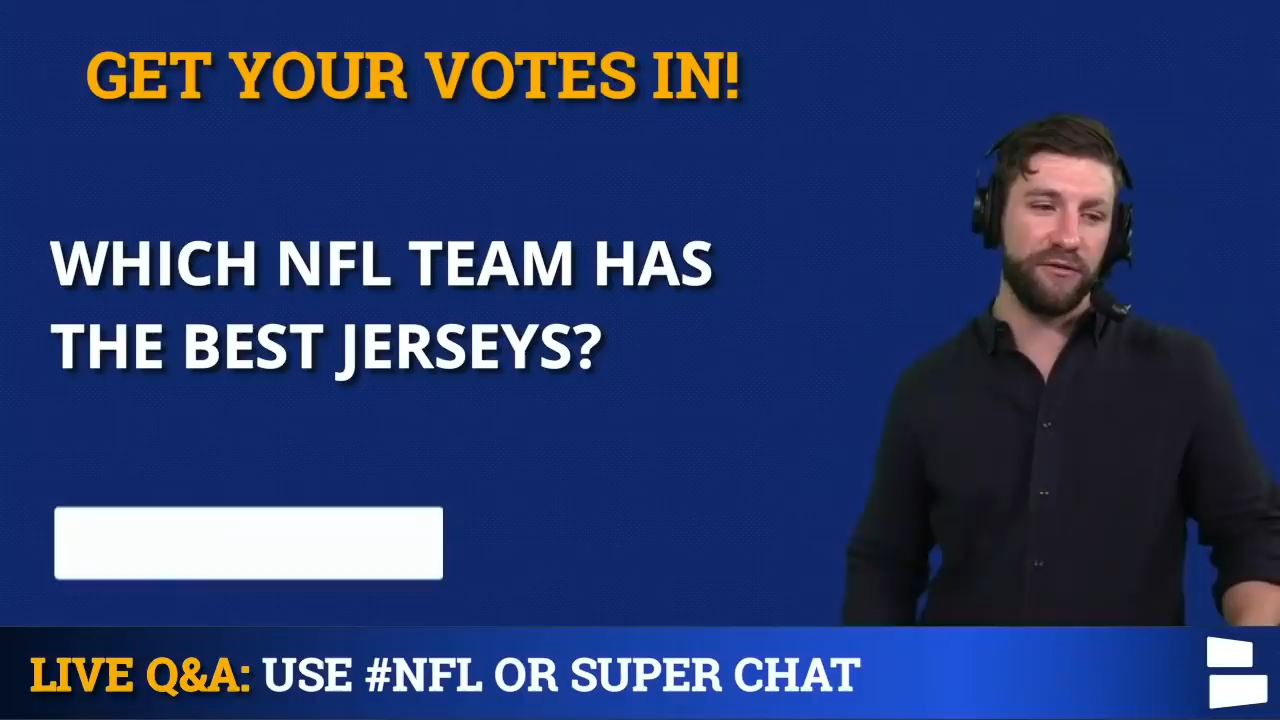 GET YOUR VOTES IN!
WHICH NFL TEAM HAS
THE BEST JERSEYS?
LIVE Q&A: USE #NFL OR SUPER CHAT